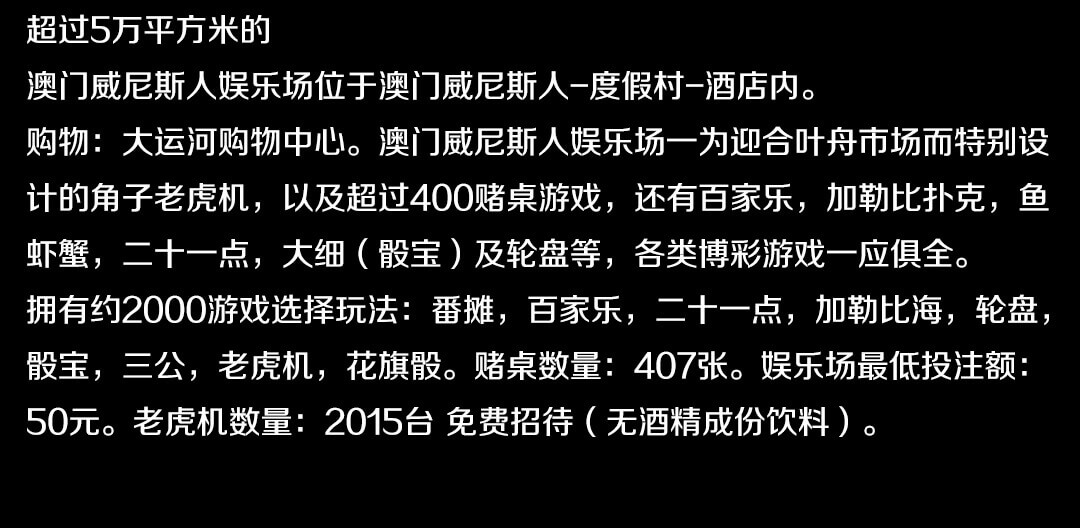 超过5万平方米的
澳门威尼斯人娱乐场位于澳门威尼斯人-度假村-酒店内。
购物：大运河购物中心。澳门威尼斯人娱乐场一为迎合叶舟市场而特别设
计的角子老虎机，以及超过400赌桌游戏，还有百家乐，加勒比扑克，鱼
虾蟹，二十一点，大细（骰宝）及轮盘等，各类博彩游戏一应俱全。
拥有约2000游戏选择玩法：番摊，百家乐，二十一点，加勒比海，轮盘，
骰宝，三公，老虎机，花旗骰。赌桌数量：407张。娱乐场最低投注额：
50元。老虎机数量：2015台 免费招待（无酒精成份饮料）。